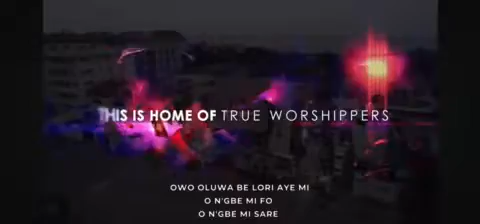 THIS IS HOME OF TRUE WORSHIPPERS
OWO OLUWA BE LORI AYE MI
O N'GBE MI FO
O N'GBE MI SARE